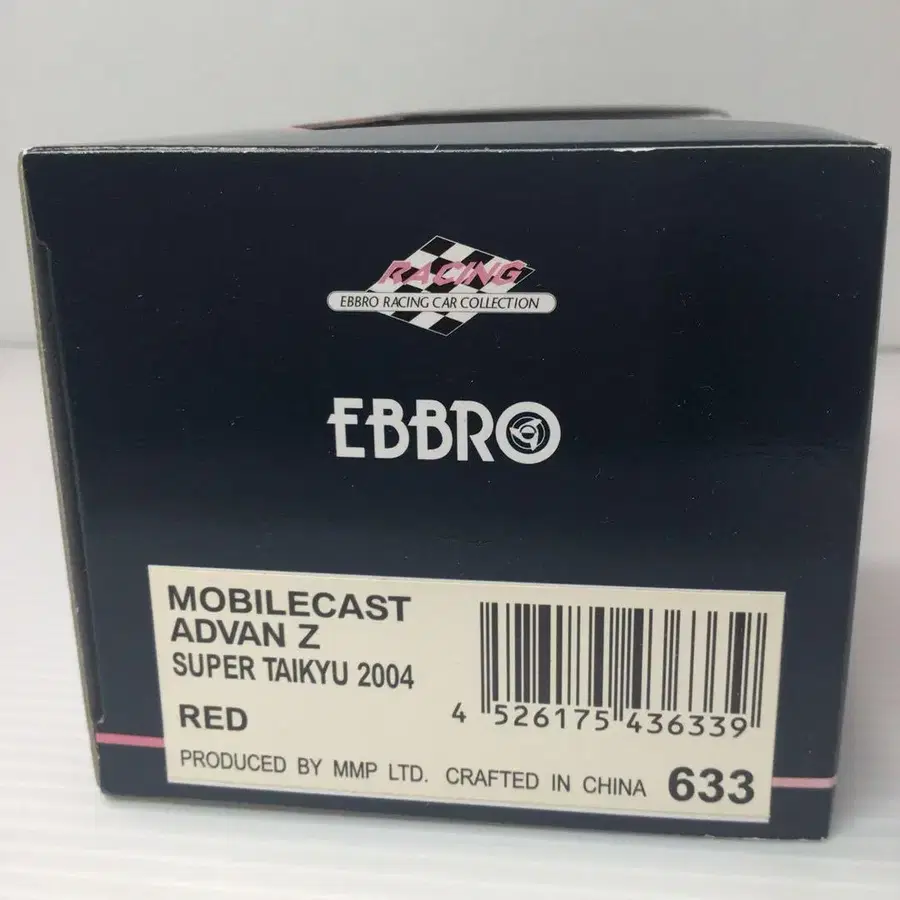 RACING
EBBRO RACING CAR COLLECTION
EBBRO
MOBILECAST
ADVAN Z
SUPER TAIKYU 2004
RED
4 526175 436339
PRODUCED BY MMP LTD. CRAFTED IN CHINA 633